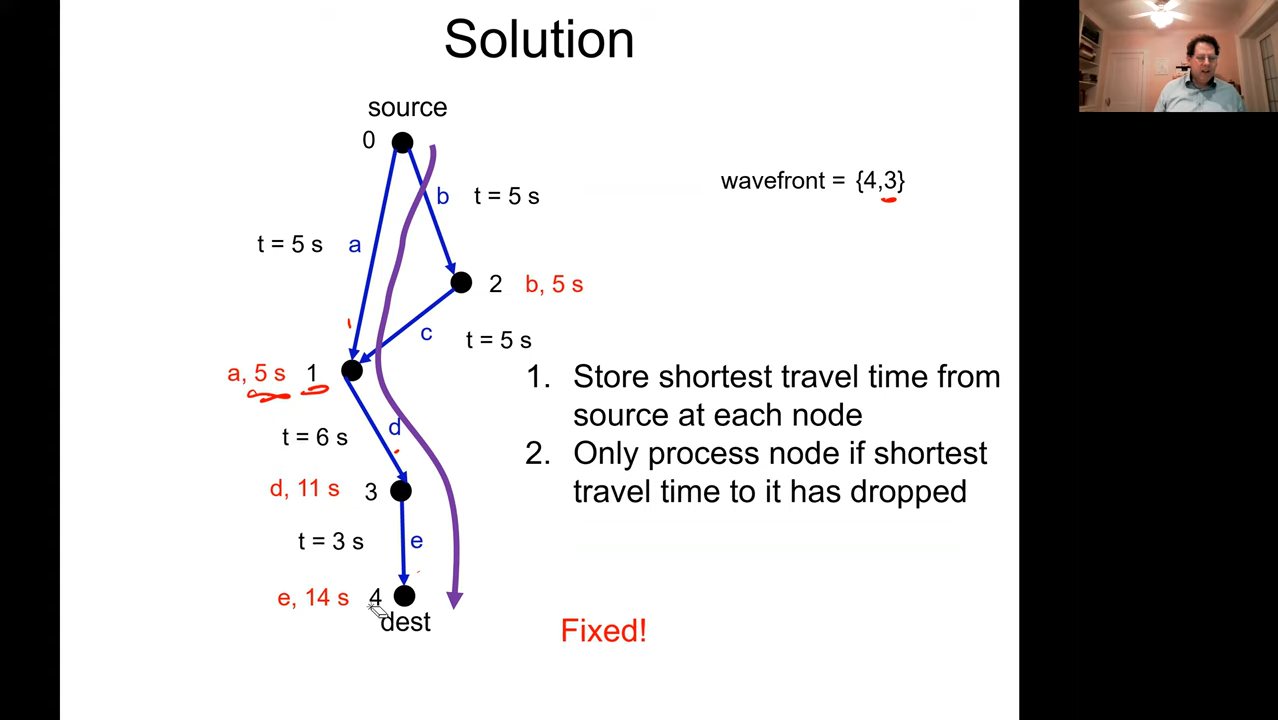 Solution
source
0
wavefront = {4,3}
b t = 5 s
t = 5 s a
2 b, 5 s
c
t = 5 s
a, 5 s 1
1. Store shortest travel time from
source at each node
2. Only process node if shortest
travel time to it has dropped
d
t = 6 s
d, 11 s 3
t = 3 s e
e, 14 s 4
dest
Fixed!